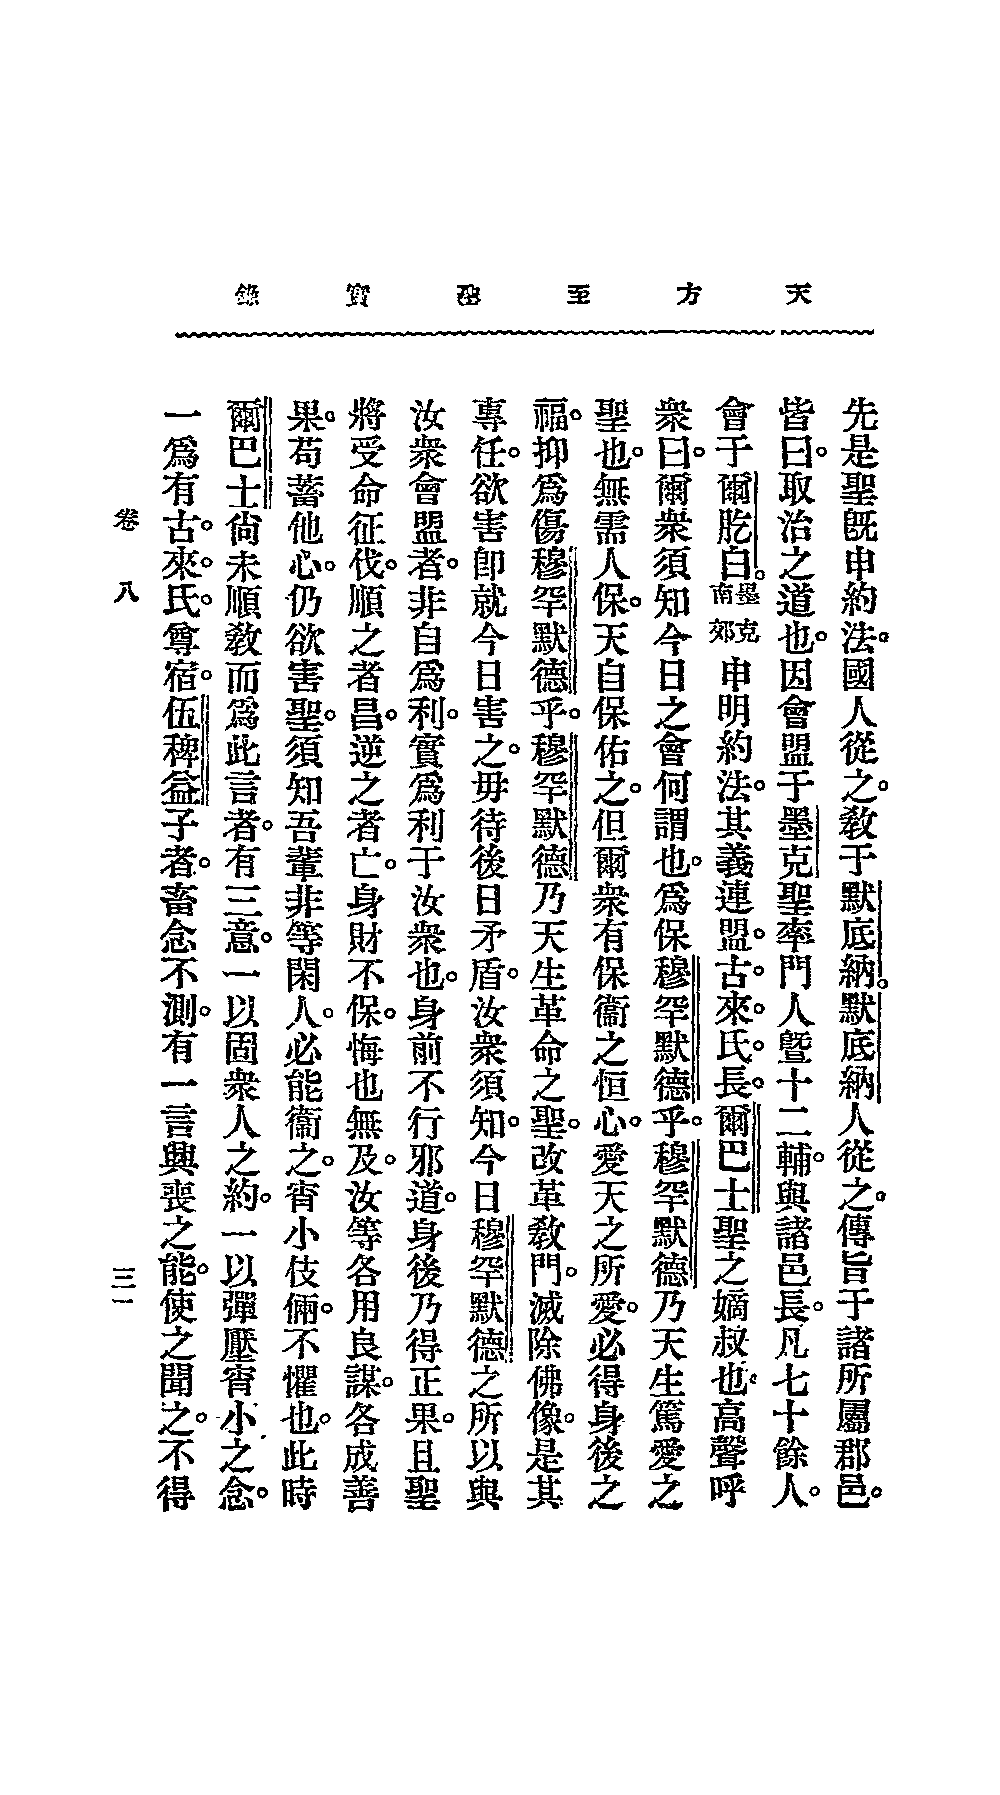 天方至聖實錄
先是聖旣申約法。國人從之。敎于默底納。默底納人從之。傳旨于諸所屬郡邑。
皆曰。取治之道也。因會盟于墨克聖率門人曁十二輔。與諸邑長。凡七十餘人。
會于爾肐白。墨克南郊申明約法。其義連盟。古。來。氏。長。爾巴士聖之嫡叔也。高聲呼
衆曰。爾衆須知今日之會何謂也。爲保穆罕默德乎。穆罕默德乃天生篤愛之
聖也。無需人保。天自保佑之。但爾衆有保衞之恒心。愛天之所愛。必得身後之
福。抑爲傷穆罕默德乎。穆罕默德乃天生革命之聖。改革敎門。滅除佛像。是其
專任。欲害卽就今日害之。毋待後日矛盾。汝衆須知。今日穆罕默德之所以與
汝衆會盟者。非自爲利。實爲利于汝衆也。身前不行邪道。身後乃得正果。且聖
將受命征伐。順之者昌。逆之者亡。身財不保。悔也無及。汝等各用良謀。各成善
果。苟蓄他心。仍欲害聖。須知吾輩非等閑人。必能衞之。宵小伎倆。不懼也。此時
爾巴士尙未順敎而爲此言者。有三意。一以固衆人之約。一以彈壓宵小之念。
一爲有古。來。氏。尊宿。伍稗益子者。畜念不測。有一言興喪之能。使之聞之。不得
卷八
三一